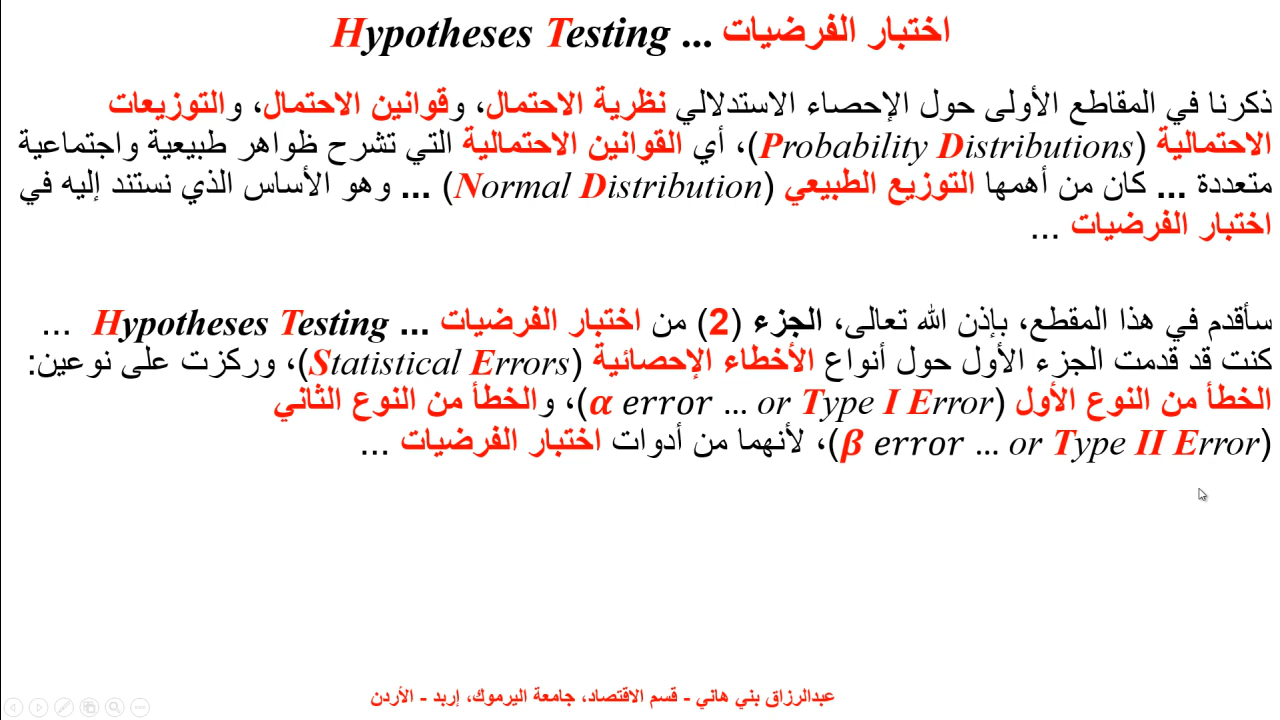 اختبار الفرضيات ... Hypotheses Testing
ذكرنا في المقاطع الأولى حول الإحصاء الاستدلالي نظرية الاحتمال، وقوانين الاحتمال، والتوزيعات
الاحتمالية (Probability Distributions)، أي القوانين الاحتمالية التي تشرح ظواهر طبيعية واجتماعية
متعددة ... كان من أهمها التوزيع الطبيعي (Normal Distribution) ... وهو الأساس الذي نستند إليه في
اختبار الفرضيات ...
سأقدم في هذا المقطع، بإذن الله تعالى، الجزء (2) من اختبار الفرضيات ... Hypotheses Testing ...
كنت قد قدمت الجزء الأول حول أنواع الأخطاء الإحصائية (Statistical Errors)، وركزت على نوعين:
الخطأ من النوع الأول (α error ... or Type I Error)، والخطأ من النوع الثاني
(β error ... or Type II Error)، لأنهما من أدوات اختبار الفرضيات ...
عبدالرزاق بني هاني - قسم الاقتصاد، جامعة اليرموك، إربد - الأردن